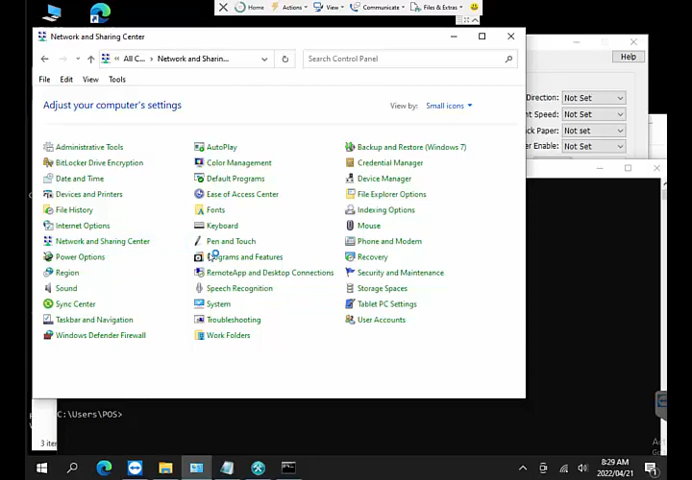 Home Actions View Communicate Files & Extras
Network and Sharing Center
All C... Network and Sharin...
Search Control Panel
Help
File Edit View Tools
Adjust your computer's settings
View by: Small icons
Direction: Not Set
nt Speed: Not Set
ck Paper: Not set
er Enable: Not Set
Administrative Tools
AutoPlay
Backup and Restore (Windows 7)
BitLocker Drive Encryption
Color Management
Credential Manager
Date and Time
Default Programs
Device Manager
Devices and Printers
Ease of Access Center
File Explorer Options
File History
Fonts
Indexing Options
Internet Options
Keyboard
Mouse
Network and Sharing Center
Pen and Touch
Phone and Modem
Power Options
ograms and Features
Recovery
Region
RemoteApp and Desktop Connections
Security and Maintenance
Sound
Speech Recognition
Storage Spaces
Sync Center
System
Tablet PC Settings
Taskbar and Navigation
Troubleshooting
User Accounts
Windows Defender Firewall
Work Folders
C:\Users\POS>
3 iter
8:29 AM
2022/04/21